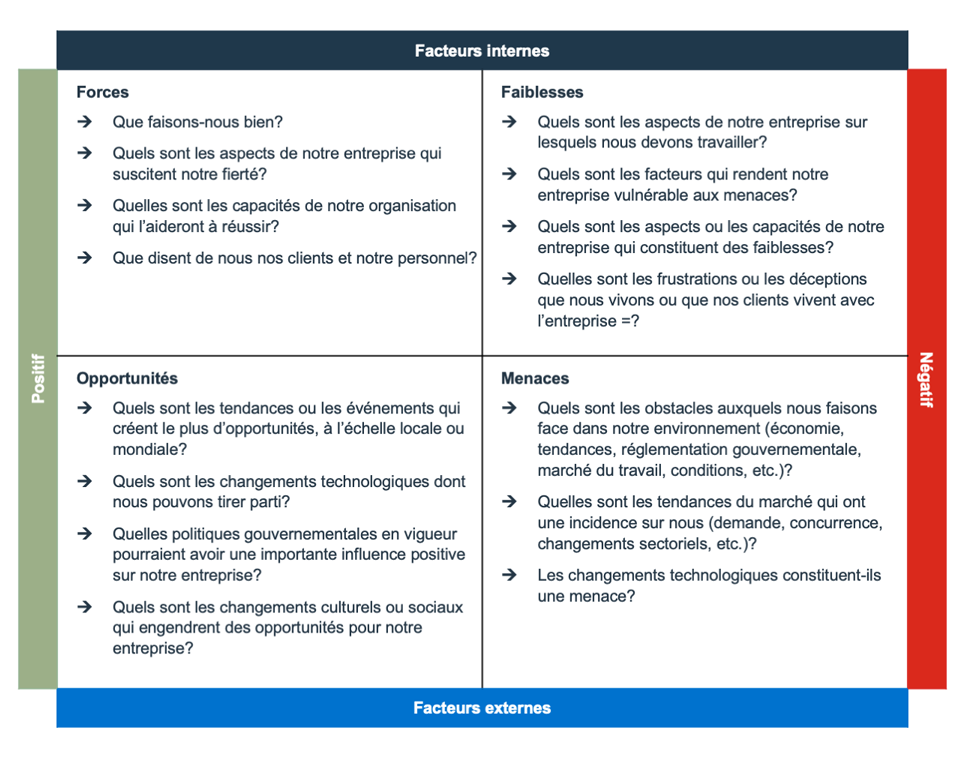 Facteurs internes
Positif
Forces
→ Que faisons-nous bien?
→ Quels sont les aspects de notre entreprise qui
suscitent notre fierté?
→ Quelles sont les capacités de notre organisation
qui l'aideront à réussir?
→ Que disent de nous nos clients et notre personnel?
Faiblesses
→ Quels sont les aspects de notre entreprise sur
lesquels nous devons travailler?
→ Quels sont les facteurs qui rendent notre
entreprise vulnérable aux menaces?
→ Quels sont les aspects ou les capacités de notre
entreprise qui constituent des faiblesses?
→ Quelles sont les frustrations ou les déceptions
que nous vivons ou que nos clients vivent avec
l'entreprise =?
Négatif
Opportunités
→ Quels sont les tendances ou les événements qui
créent le plus d'opportunités, à l'échelle locale ou
mondiale?
→ Quels sont les changements technologiques dont
nous pouvons tirer parti?
→ Quelles politiques gouvernementales en vigueur
pourraient avoir une importante influence positive
sur notre entreprise?
→ Quels sont les changements culturels ou sociaux
qui engendrent des opportunités pour notre
entreprise?
Menaces
→ Quels sont les obstacles auxquels nous faisons
face dans notre environnement (économie,
tendances, réglementation gouvernementale,
marché du travail, conditions, etc.)?
→ Quelles sont les tendances du marché qui ont
une incidence sur nous (demande, concurrence,
changements sectoriels, etc.)?
→ Les changements technologiques constituent-ils
une menace?
Facteurs externes